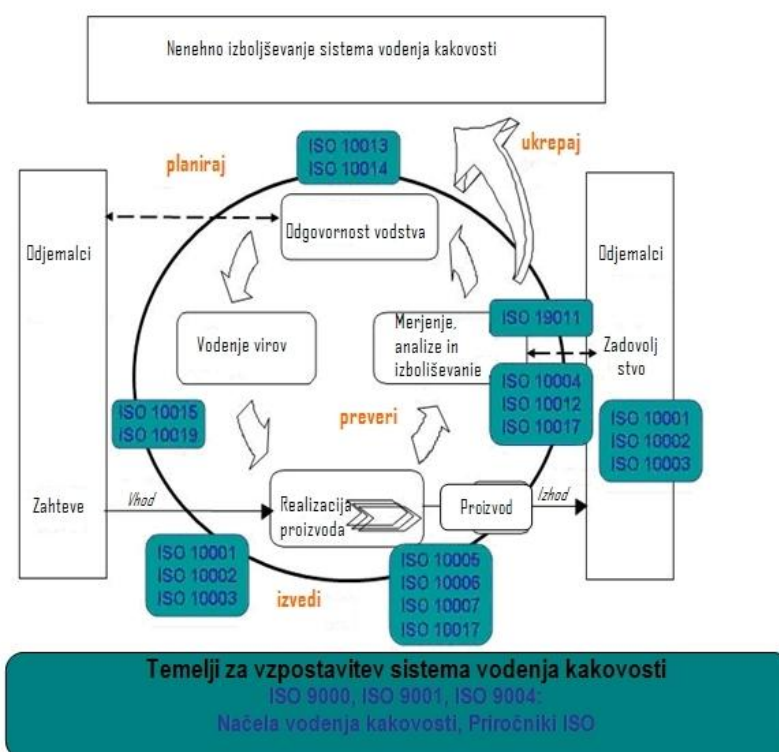 Nenehno izboljševanje sistema vodenja kakovosti
planiraj
ISO 10013
ISO 10014
ukrepaj
Odjemalci
Odgovornost vodstva
Odjemalci
Vodenje virov
Merjenje,
analize in
izboliševanje
ISO 19011
Zadovolj
stvo
ISO 10004
ISO 10012
ISO 10017
ISO 10015
ISO 10019
preveri
ISO 10001
ISO 10002
ISO 10003
Zahteve
Vhod
Realizacija
proizvoda
Proizvod
Izhod
ISO 10001
ISO 10002
ISO 10003
izvedi
ISO 10005
ISO 10006
ISO 10007
ISO 10017
Temelji za vzpostavitev sistema vodenja kakovosti
ISO 9000, ISO 9001, ISO 9004:
Načela vodenja kakovosti, Priročniki ISO